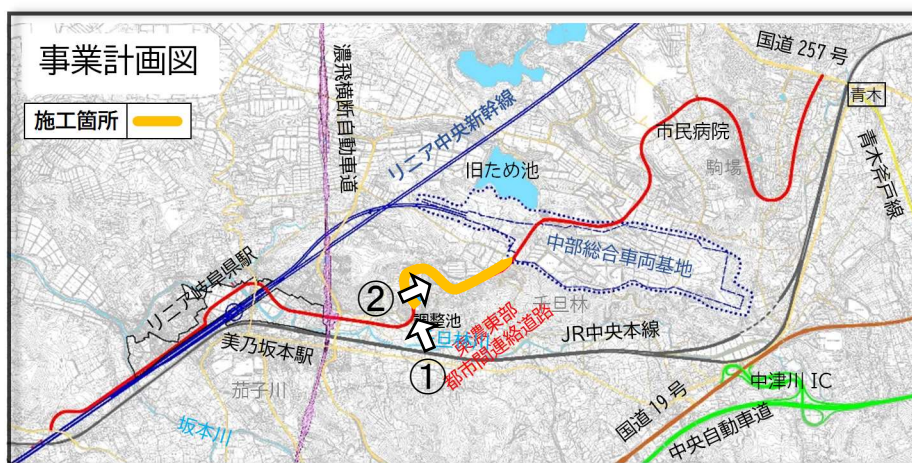 事業計画図
施工箇所
濃飛横断自動車道
リニア中央新幹線
国道257号
青木
市民病院
駒場
青木斧戸線
旧ため池
中部総合車両基地
リニア岐阜県駅
②
調整池
千旦林
旦林川
東濃東部
都市間連絡道路
JR中央本線
美乃坂本駅
①
茄子川
坂本川
国道19号
中津川 IC
中央自動車道